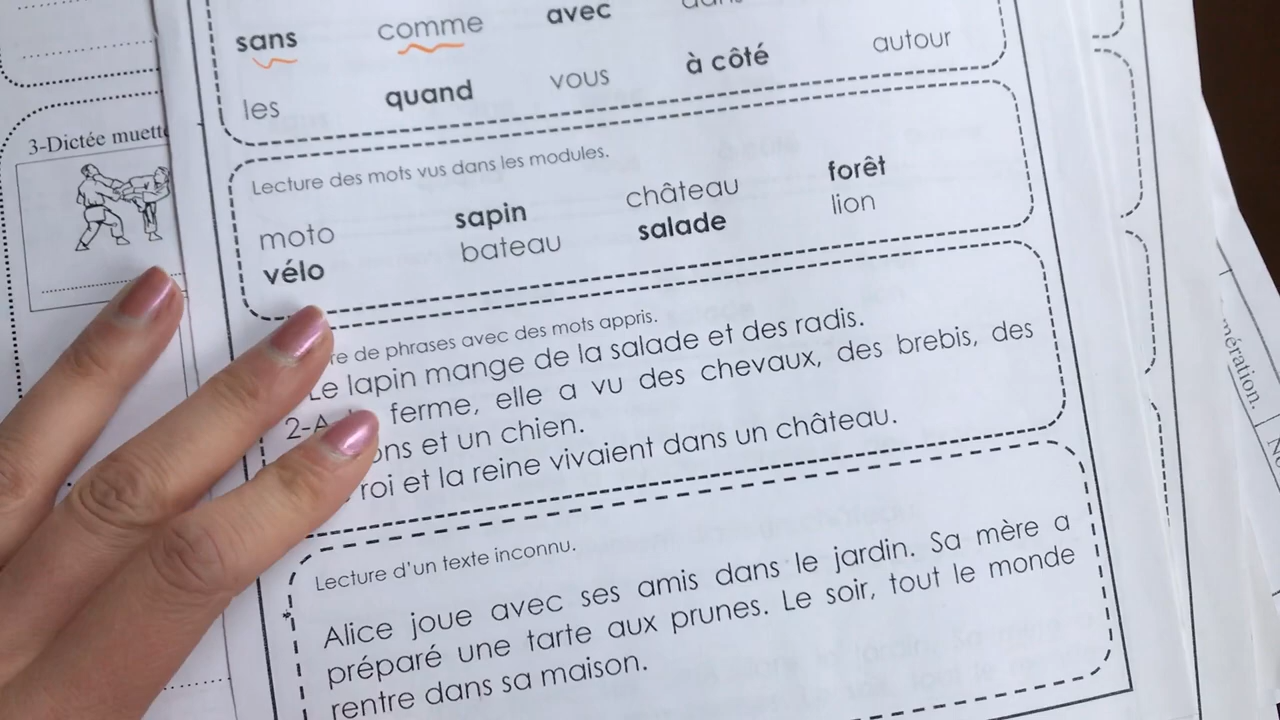 sans comme avec
les quand vous à côté autour
3-Dictée muette
Lecture des mots vus dans les modules.
moto sapin château forêt
vélo bateau salade lion
re de phrases avec des mots appris.
Le lapin mange de la salade et des radis.
2-A ferme, elle a vu des chevaux, des brebis, des
ons et un chien.
roi et la reine vivaient dans un château.
Lecture d'un texte inconnu.
Alice joue avec ses amis dans le jardin. Sa mère a
préparé une tarte aux prunes. Le soir, tout le monde
rentre dans sa maison.
mération.